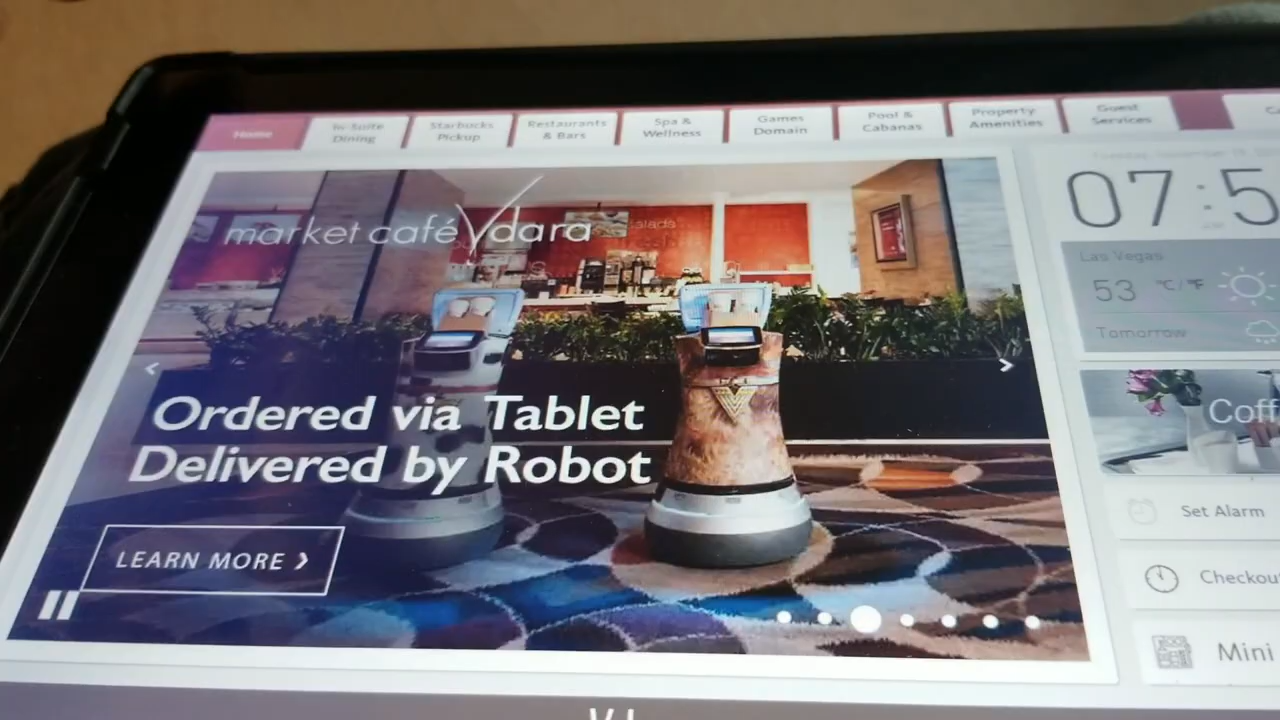 Home
In-Suite
Dining
Starbucks
Pickup
Restaurants
& Bars
Spa &
Wellness
Games
Domain
Pool &
Cabanas
Property
Amenities
Guest
Services
market café Vdara
07:5
Las Vegas
53 °C/°F
Tomorrow
Coff
Ordered via Tablet
Delivered by Robot
LEARN MORE
Set Alarm
Checkout
Mini